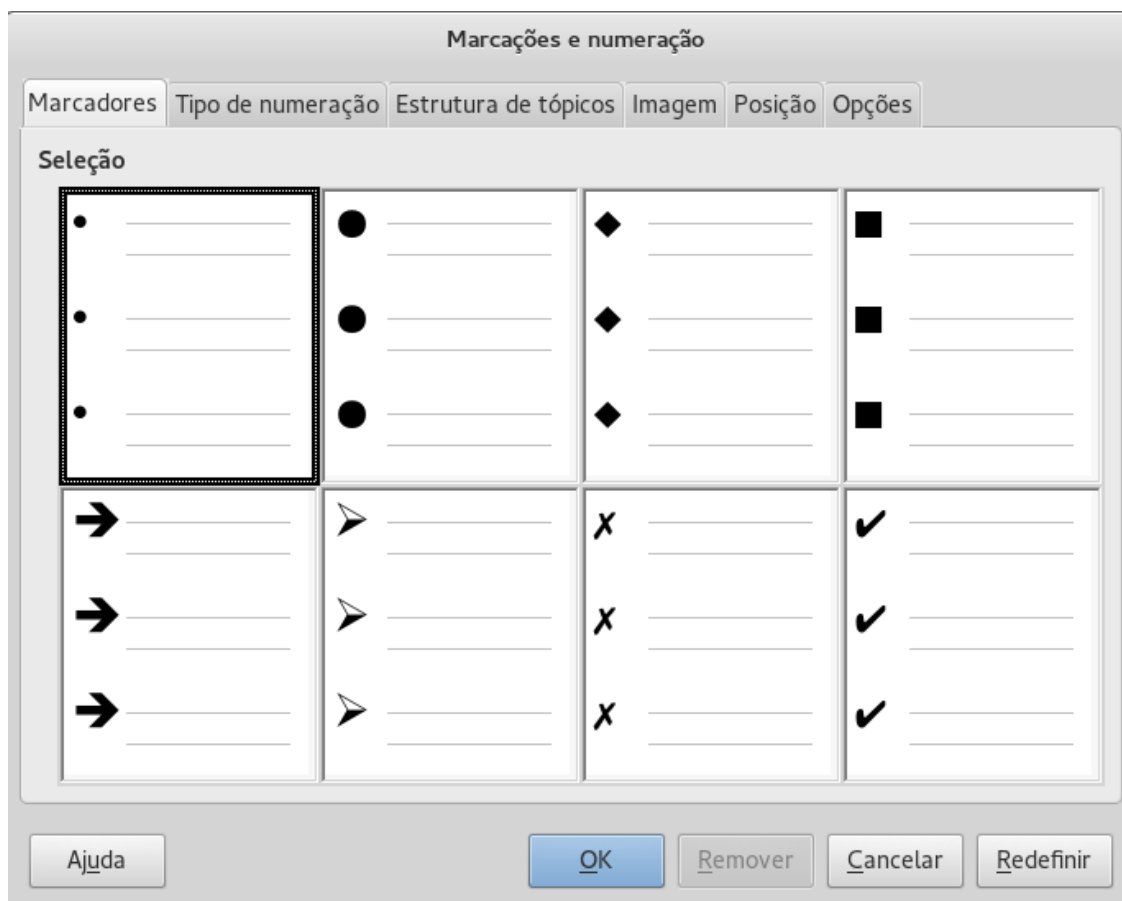 Marcações e numeração
Marcadores Tipo de numeração Estrutura de tópicos Imagem Posição Opções
Seleção
Ajuda OK Remover Cancelar Redefinir